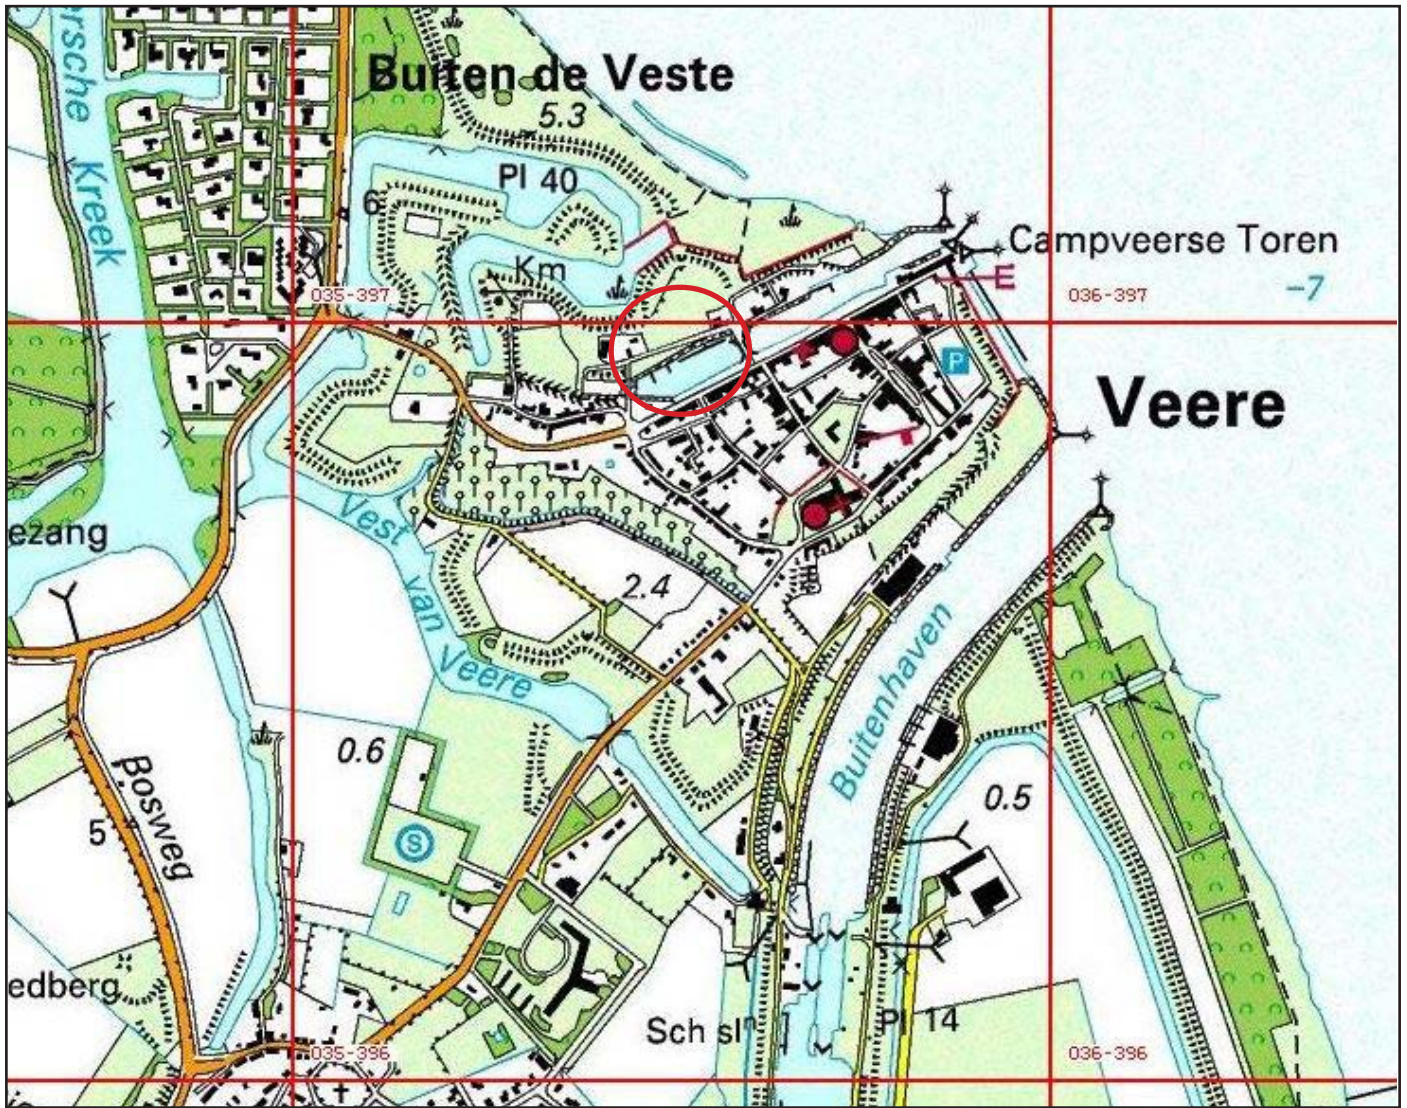 ersche Kreek
Buiten de Veste
5.3
Pl 40
6
Km
Campveerse Toren
E
035-397
036-397
-7
P
Veere
ezang
Vest van Veere
2.4
Buitenhaven
0.6
Bosweg
5
S
0.5
edberg
Sch slⁿ
Pl 14
035-396
036-396